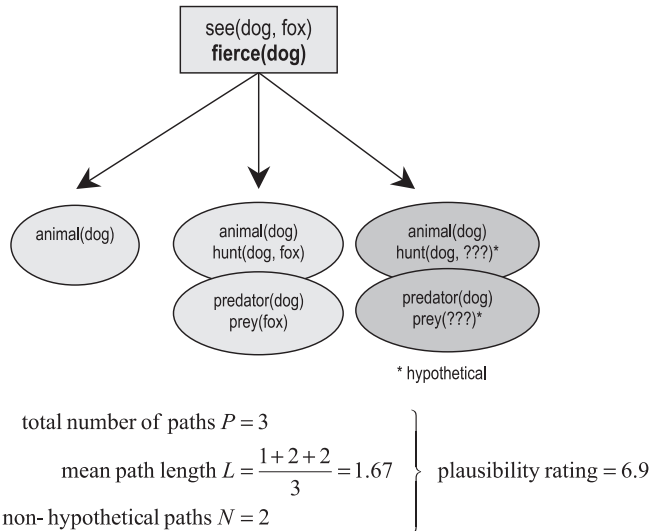 see(dog, fox)
fierce(dog)
animal(dog)
animal(dog)
hunt(dog, fox)
predator(dog)
prey(fox)
animal(dog)
hunt(dog, ???)*
predator(dog)
prey(???)*
* hypothetical
total number of paths P = 3
mean path length L = (1+2+2)/3 = 1.67
non-hypothetical paths N = 2
plausibility rating = 6.9